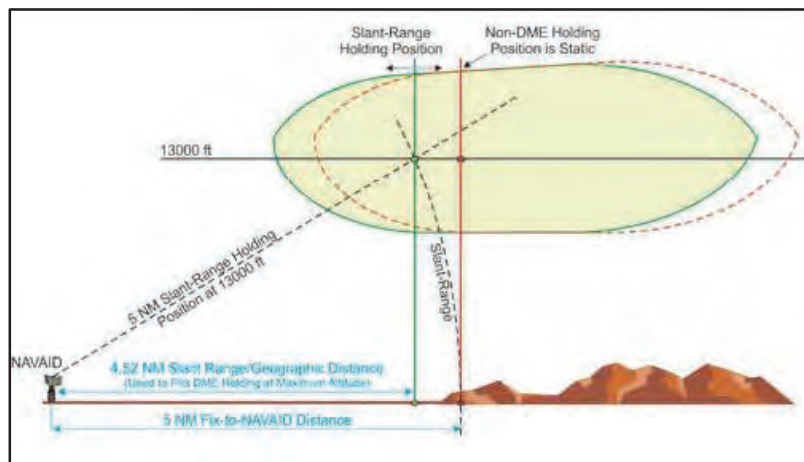 Slant-Range
Holding Position
Non-DME Holding
Position is Static
13000 ft
5 NM Slant-Range Holding
Position at 13000 ft
Slant-Range
NAVAID
4.52 NM Slant Range/Geographic Distance
(Used to Plot DME Holding at Maximum Altitude)
5 NM Fix-to-NAVAID Distance